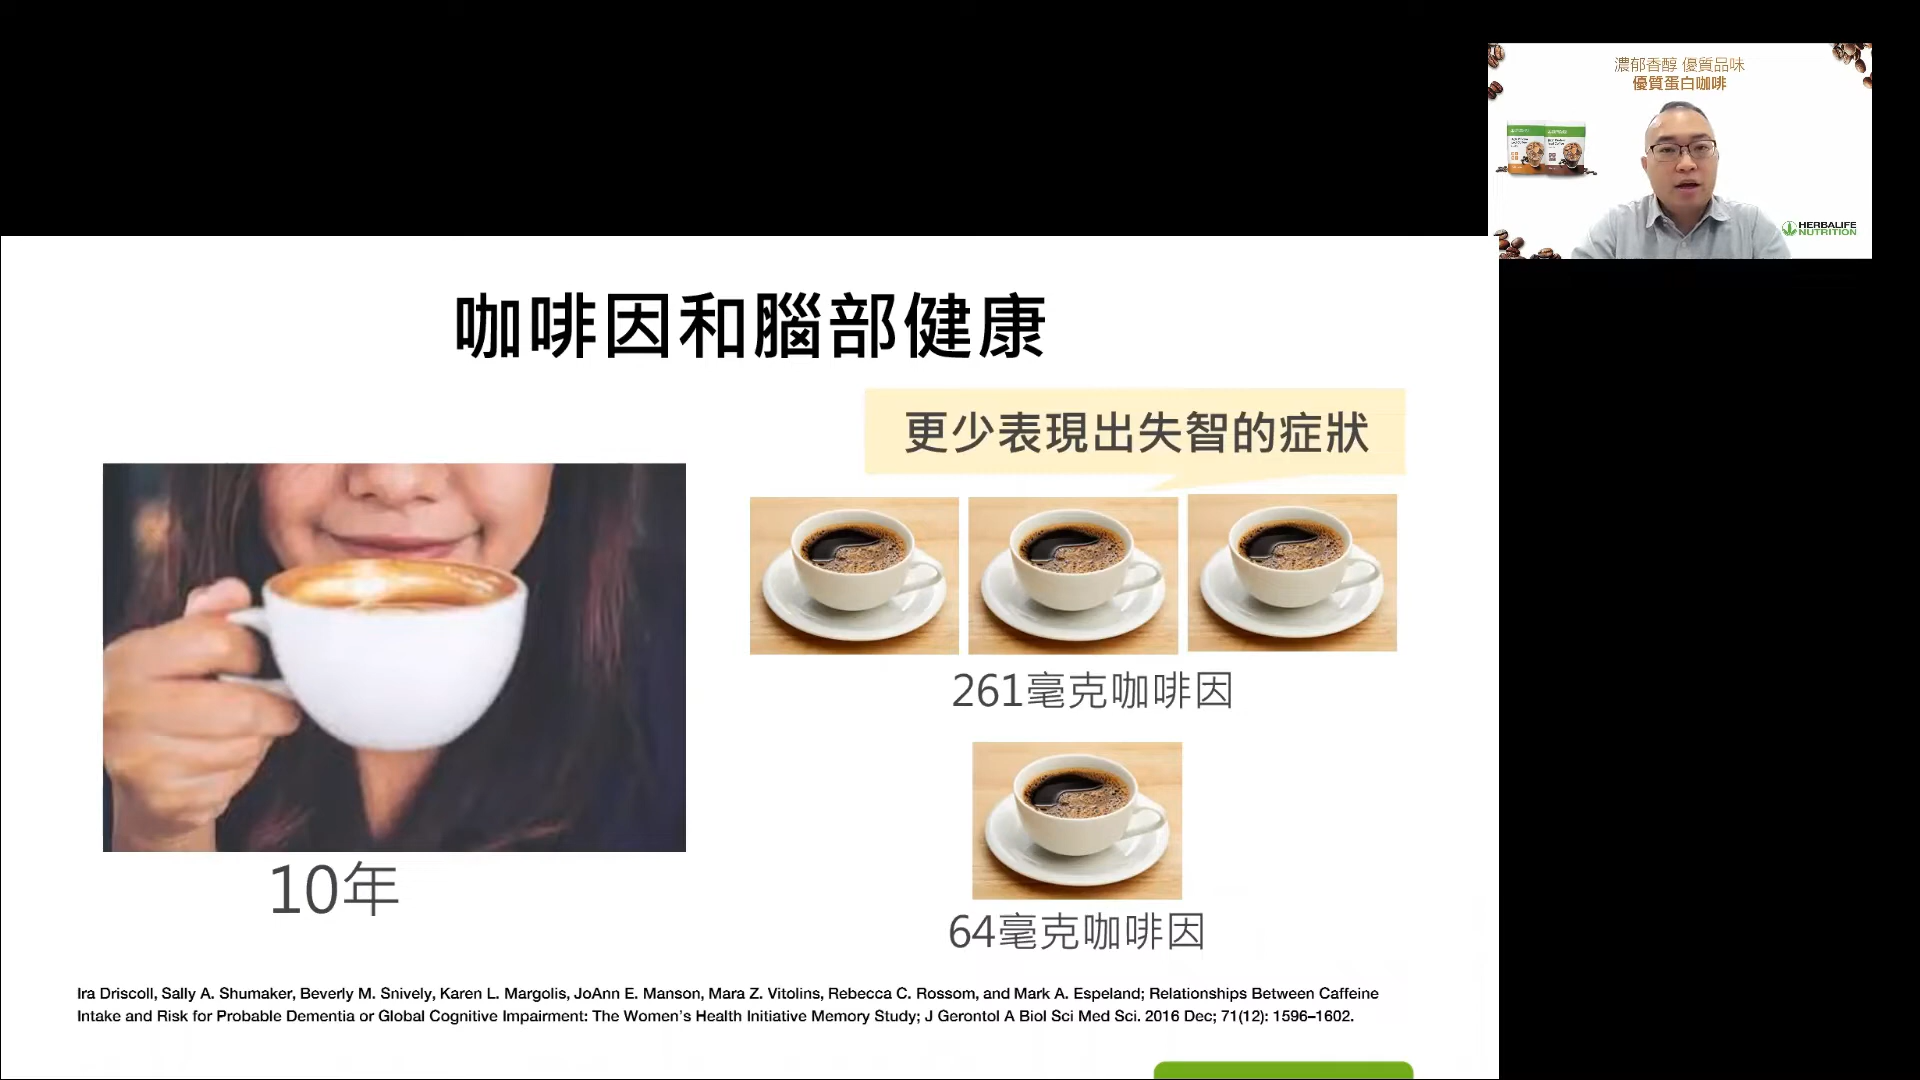 濃郁香醇 優質品味
優質蛋白咖啡
HERBALIFE
NUTRITION
咖啡因和腦部健康
更少表現出失智的症狀
261毫克咖啡因
10年
64毫克咖啡因
Ira Driscoll, Sally A. Shumaker, Beverly M. Snively, Karen L. Margolis, JoAnn E. Manson, Mara Z. Vitolins, Rebecca C. Rossom, and Mark A. Espeland; Relationships Between Caffeine
Intake and Risk for Probable Dementia or Global Cognitive Impairment: The Women’s Health Initiative Memory Study; J Gerontol A Biol Sci Med Sci. 2016 Dec; 71(12): 1596–1602.